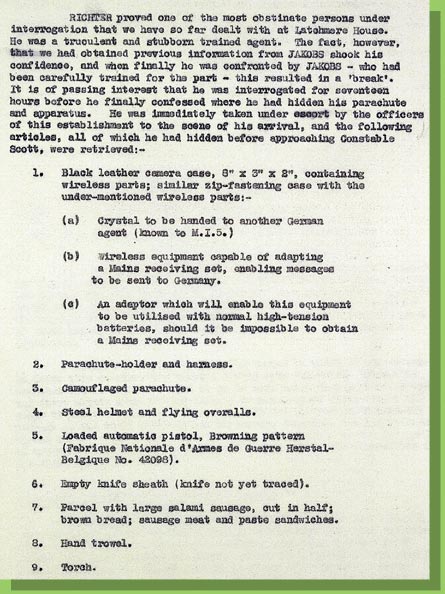 RICHTER proved one of the most obstinate persons under
interrogation that we have so far dealt with at Latchmere House.
He was a truculent and stubborn trained agent. The fact, however,
that we had obtained previous information from JAKOBS shook his
confidence, and when finally he was confronted by JAKOBS - who had
been carefully trained for the part - this resulted in a 'break'.
It is of passing interest that he was interrogated for seventeen
hours before he finally confessed where he had hidden his parachute
and apparatus. He was immediately taken under escort by the officers
of this establishment to the scene of his arrival, and the following
articles, all of which he had hidden before approaching Constable
Scott, were retrieved:-
1. Black leather camera case, 8" x 3" x 2", containing
wireless parts; similar zip-fastening case with the
under-mentioned wireless parts:-
(a) Crystal to be handed to another German
agent (known to M.I.5.)
(b) Wireless equipment capable of adapting
a Mains receiving set, enabling messages
to be sent to Germany.
(c) An adaptor which will enable this equipment
to be utilised with normal high-tension
batteries, should it be impossible to obtain
a Mains receiving set.
2. Parachute-holder and harness.
3. Camouflaged parachute.
4. Steel helmet and flying overalls.
5. Loaded automatic pistol, Browning pattern
(Fabrique Nationale d'Armes de Guerre Herstal-
Belgique No. 42098).
6. Empty knife sheath (knife not yet traced).
7. Parcel with large salami sausage, cut in half;
brown bread; sausage meat and paste sandwiches.
8. Hand trowel.
9. Torch.